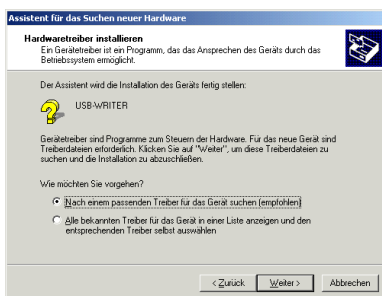 Assistent für das Suchen neuer Hardware
Hardwaretreiber installieren
Ein Gerätetreiber ist ein Programm, das das Ansprechen des Geräts durch das
Betriebssystem ermöglicht.
Der Assistent wird die Installation des Geräts fertig stellen:
USB-WRITER
Gerätetreiber sind Programme zum Steuern der Hardware. Für das neue Gerät sind
Treiberdateien erforderlich. Klicken Sie auf "Weiter", um diese Treiberdateien zu
suchen und die Installation zu abzuschließen.
Wie möchten Sie vorgehen?
Nach einem passenden Treiber für das Gerät suchen (empfohlen)
Alle bekannten Treiber für das Gerät in einer Liste anzeigen und den
entsprechenden Treiber selbst auswählen
< Zurück Weiter > Abbrechen